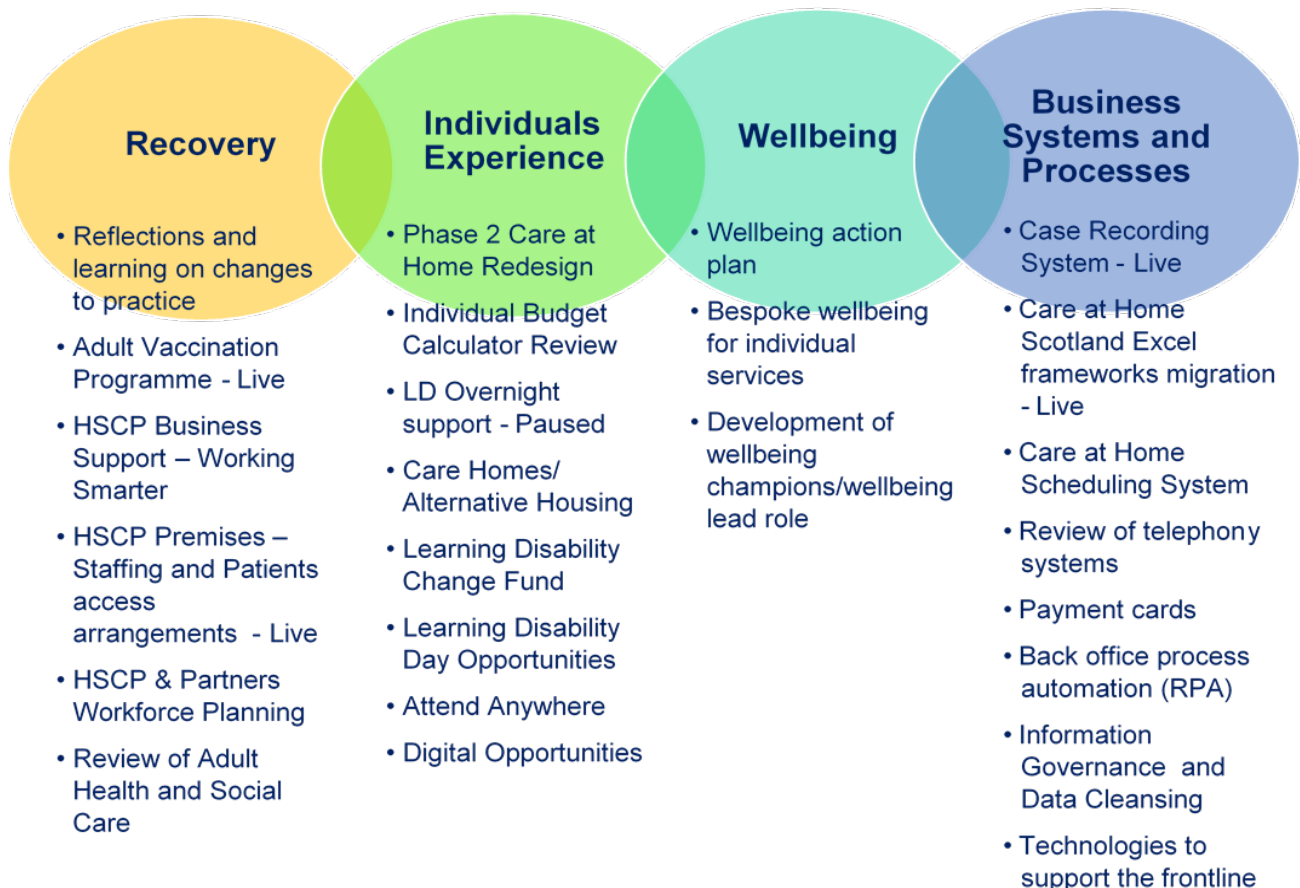 Recovery
• Reflections and
learning on changes
to practice
• Adult Vaccination
Programme - Live
• HSCP Business
Support – Working
Smarter
• HSCP Premises –
Staffing and Patients
access
arrangements - Live
• HSCP & Partners
Workforce Planning
• Review of Adult
Health and Social
Care
Individuals
Experience
• Phase 2 Care at
Home Redesign
• Individual Budget
Calculator Review
• LD Overnight
support - Paused
• Care Homes/
Alternative Housing
• Learning Disability
Change Fund
• Learning Disability
Day Opportunities
• Attend Anywhere
• Digital Opportunities
Wellbeing
• Wellbeing action
plan
• Bespoke wellbeing
for individual
services
• Development of
wellbeing
champions/wellbeing
lead role
Business
Systems and
Processes
• Case Recording
System - Live
• Care at Home
Scotland Excel
frameworks migration
- Live
• Care at Home
Scheduling System
• Review of telephony
systems
• Payment cards
• Back office process
automation (RPA)
• Information
Governance and
Data Cleansing
• Technologies to
support the frontline